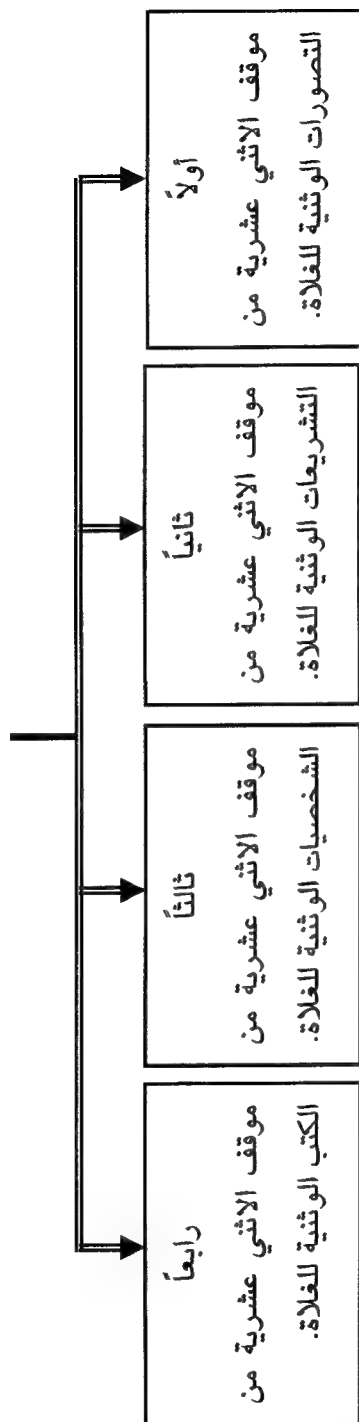 أولاً
موقف الاثني عشرية من
التصورات الوثنية للغلاة.
ثانياً
موقف الاثني عشرية من
التشريعات الوثنية للغلاة.
ثالثاً
موقف الاثني عشرية من
الشخصيات الوثنية للغلاة.
رابعاً
موقف الاثني عشرية من
الكتب الوثنية للغلاة.